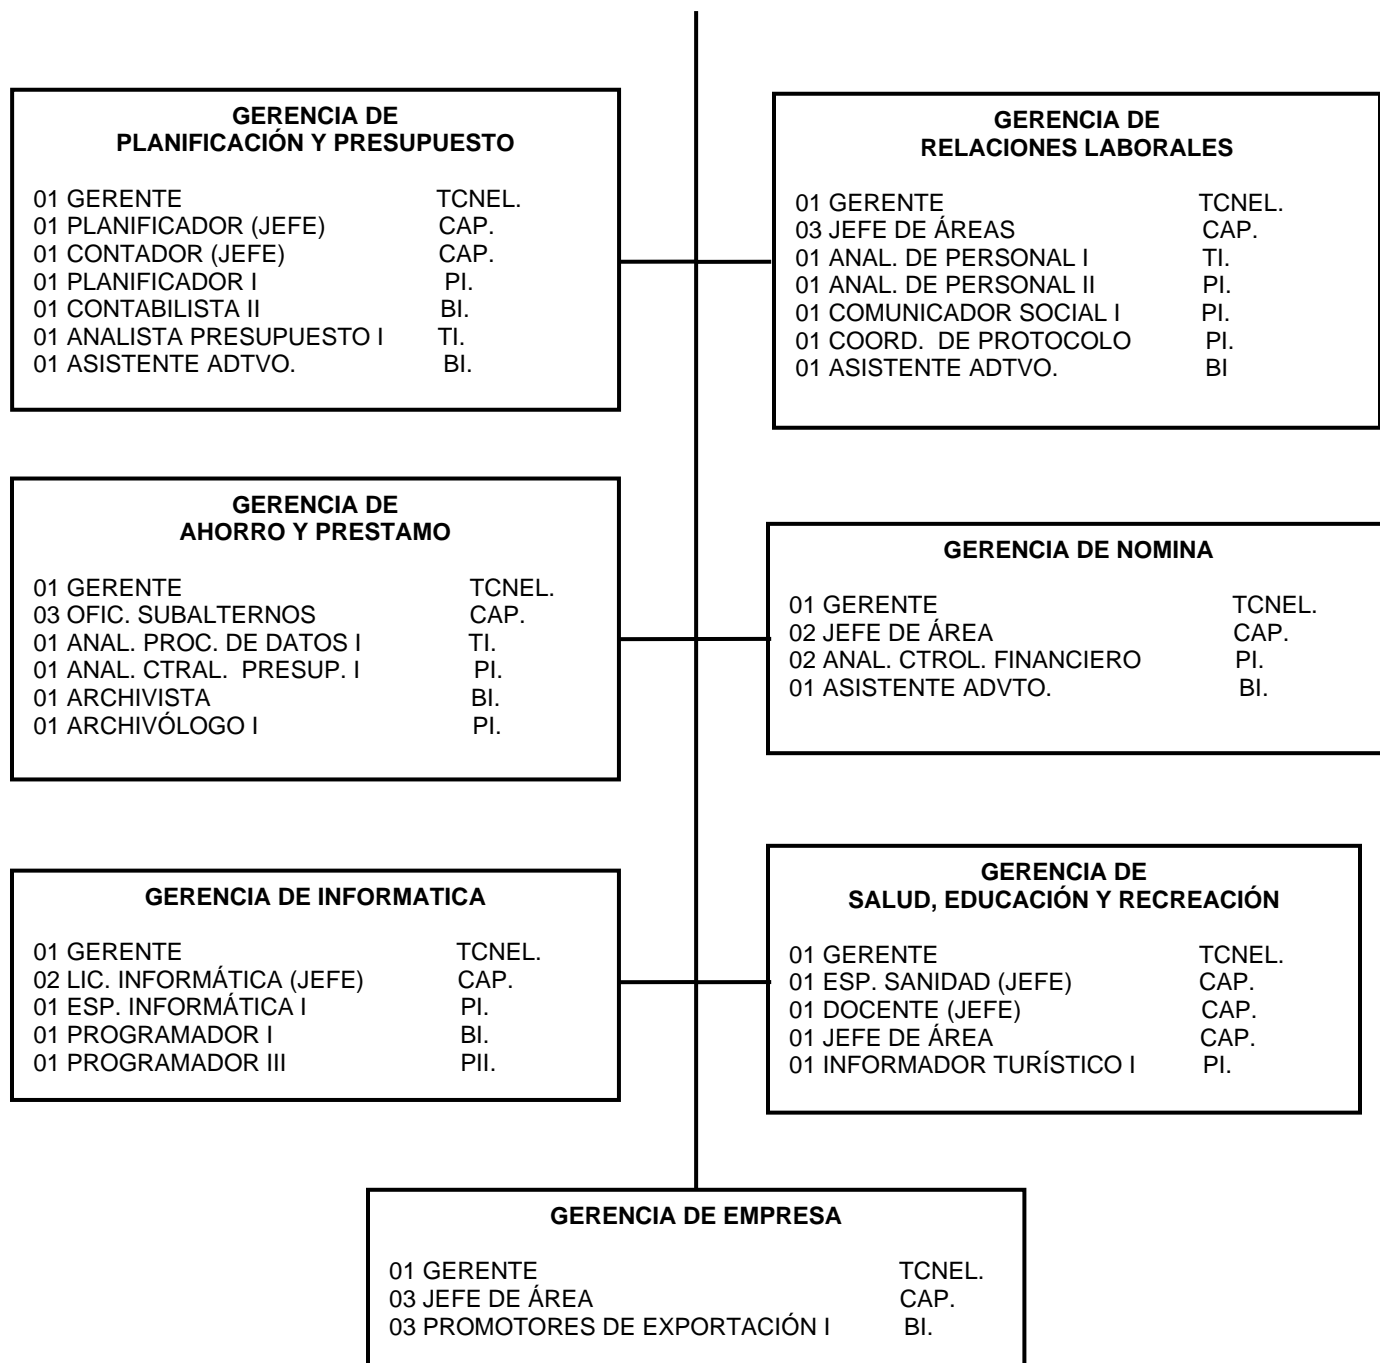 GERENCIA DE
PLANIFICACIÓN Y PRESUPUESTO
01 GERENTE TCNEL.
01 PLANIFICADOR (JEFE) CAP.
01 CONTADOR (JEFE) CAP.
01 PLANIFICADOR I PI.
01 CONTABILISTA II BI.
01 ANALISTA PRESUPUESTO I TI.
01 ASISTENTE ADTVO. BI.
GERENCIA DE
RELACIONES LABORALES
01 GERENTE TCNEL.
03 JEFE DE ÁREAS CAP.
01 ANAL. DE PERSONAL I TI.
01 ANAL. DE PERSONAL II PI.
01 COMUNICADOR SOCIAL I PI.
01 COORD. DE PROTOCOLO PI.
01 ASISTENTE ADTVO. BI
GERENCIA DE
AHORRO Y PRESTAMO
01 GERENTE TCNEL.
03 OFIC. SUBALTERNOS CAP.
01 ANAL. PROC. DE DATOS I TI.
01 ANAL. CTRAL. PRESUP. I PI.
01 ARCHIVISTA BI.
01 ARCHIVÓLOGO I PI.
GERENCIA DE NOMINA
01 GERENTE TCNEL.
02 JEFE DE ÁREA CAP.
02 ANAL. CTROL. FINANCIERO PI.
01 ASISTENTE ADVTO. BI.
GERENCIA DE INFORMATICA
01 GERENTE TCNEL.
02 LIC. INFORMÁTICA (JEFE) CAP.
01 ESP. INFORMÁTICA I PI.
01 PROGRAMADOR I BI.
01 PROGRAMADOR III PII.
GERENCIA DE
SALUD, EDUCACIÓN Y RECREACIÓN
01 GERENTE TCNEL.
01 ESP. SANIDAD (JEFE) CAP.
01 DOCENTE (JEFE) CAP.
01 JEFE DE ÁREA CAP.
01 INFORMADOR TURÍSTICO I PI.
GERENCIA DE EMPRESA
01 GERENTE TCNEL.
03 JEFE DE ÁREA CAP.
03 PROMOTORES DE EXPORTACIÓN I BI.